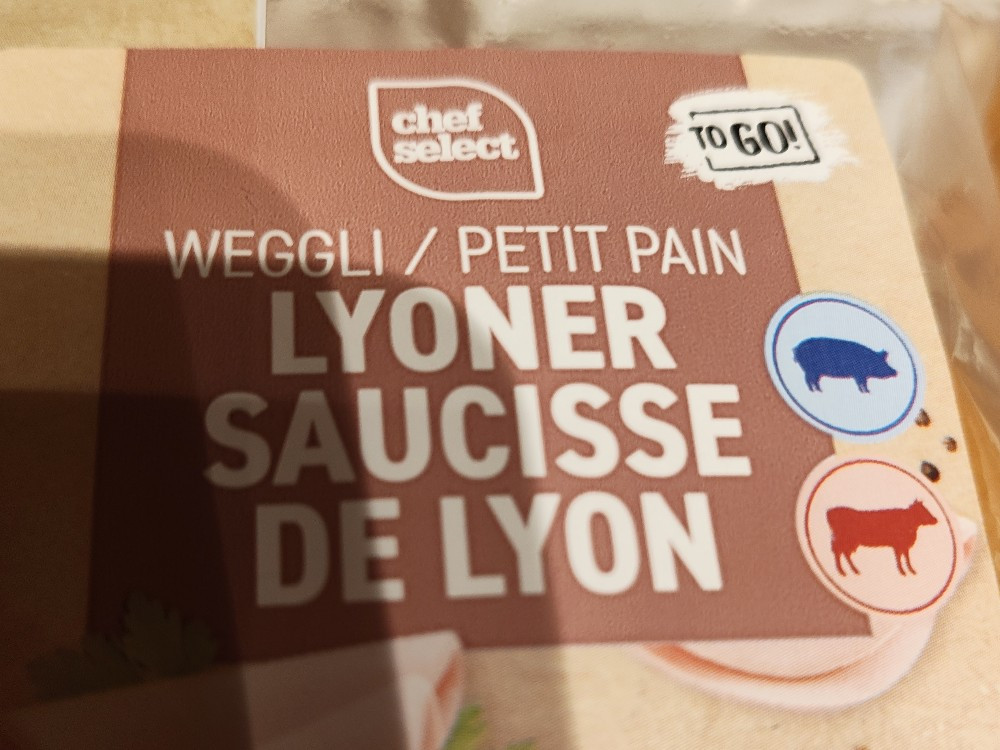 chef
select
TO GO!
WEGGLI / PETIT PAIN
LYONER
SAUCISSE
DE LYON